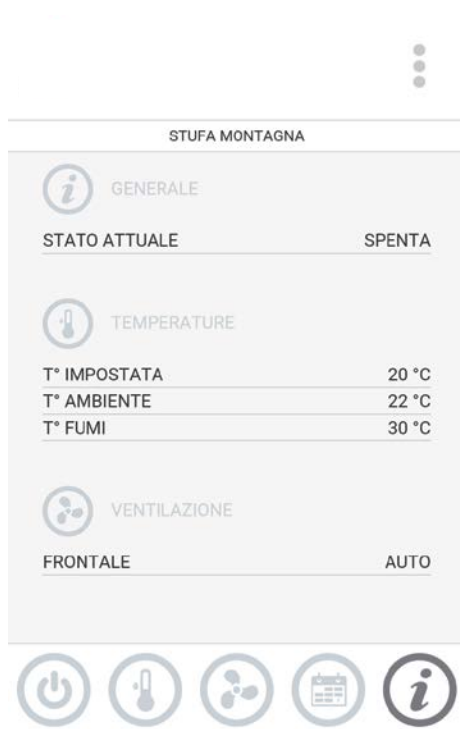 STUFA MONTAGNA
GENERALE
STATO ATTUALE SPENTA
TEMPERATURE
T° IMPOSTATA 20 °C
T° AMBIENTE 22 °C
T° FUMI 30 °C
VENTILAZIONE
FRONTALE AUTO